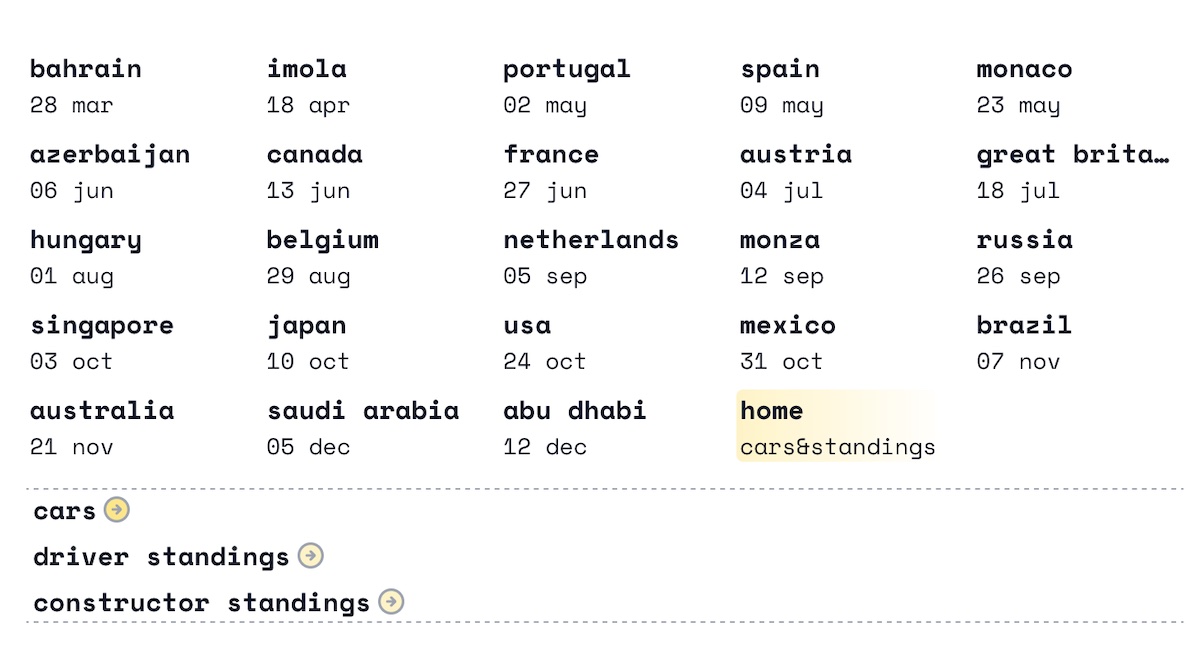 bahrain imola portugal spain monaco
28 mar 18 apr 02 may 09 may 23 may
azerbaijan canada france austria great brita…
06 jun 13 jun 27 jun 04 jul 18 jul
hungary belgium netherlands monza russia
01 aug 29 aug 05 sep 12 sep 26 sep
singapore japan usa mexico brazil
03 oct 10 oct 24 oct 31 oct 07 nov
australia saudi arabia abu dhabi home
21 nov 05 dec 12 dec cars&standings
cars
driver standings
constructor standings